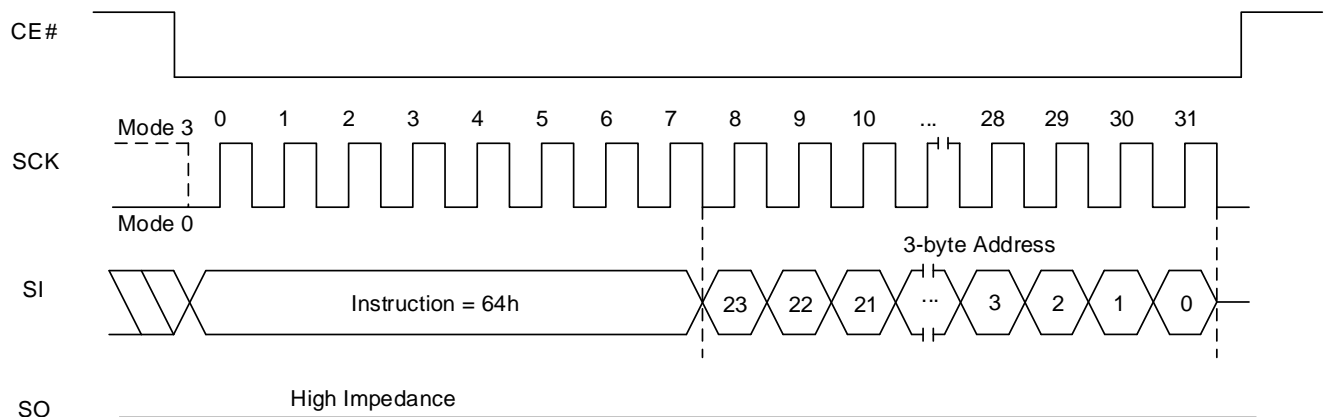 CE#
Mode 3
0 1 2 3 4 5 6 7 8 9 10 ... 28 29 30 31
SCK
Mode 0
3-byte Address
SI
Instruction = 64h
23 22 21 ... 3 2 1 0
High Impedance
SO